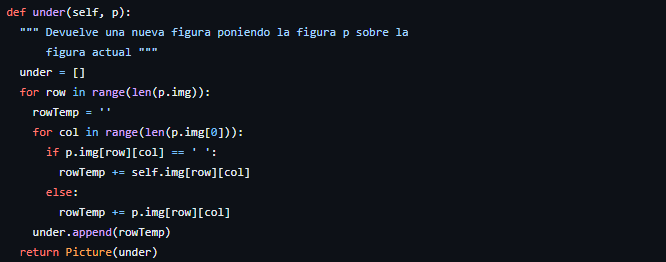 def under(self, p):
  """ Devuelve una nueva figura poniendo la figura p sobre la
      figura actual """
  under = []
  for row in range(len(p.img)):
    rowTemp = ''
    for col in range(len(p.img[0])):
      if p.img[row][col] == ' ':
        rowTemp += self.img[row][col]
      else:
        rowTemp += p.img[row][col]
    under.append(rowTemp)
  return Picture(under)